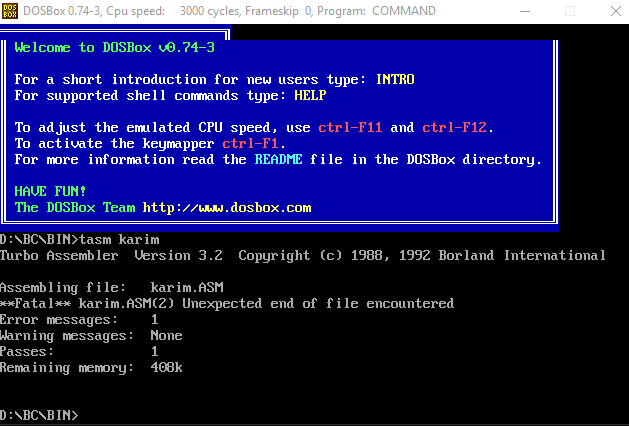 DOS
BOX
DOSBox 0.74-3, Cpu speed: 3000 cycles, Frameskip 0, Program: COMMAND
Welcome to DOSBox v0.74-3
For a short introduction for new users type: INTRO
For supported shell commands type: HELP
To adjust the emulated CPU speed, use ctrl-F11 and ctrl-F12.
To activate the keymapper ctrl-F1.
For more information read the README file in the DOSBox directory.
HAVE FUN!
The DOSBox Team http://www.dosbox.com
D:\BC\BIN>tasm karim
Turbo Assembler Version 3.2 Copyright (c) 1988, 1992 Borland International
Assembling file: karim.ASM
**Fatal** karim.ASM(2) Unexpected end of file encountered
Error messages: 1
Warning messages: None
Passes: 1
Remaining memory: 408k
D:\BC\BIN>